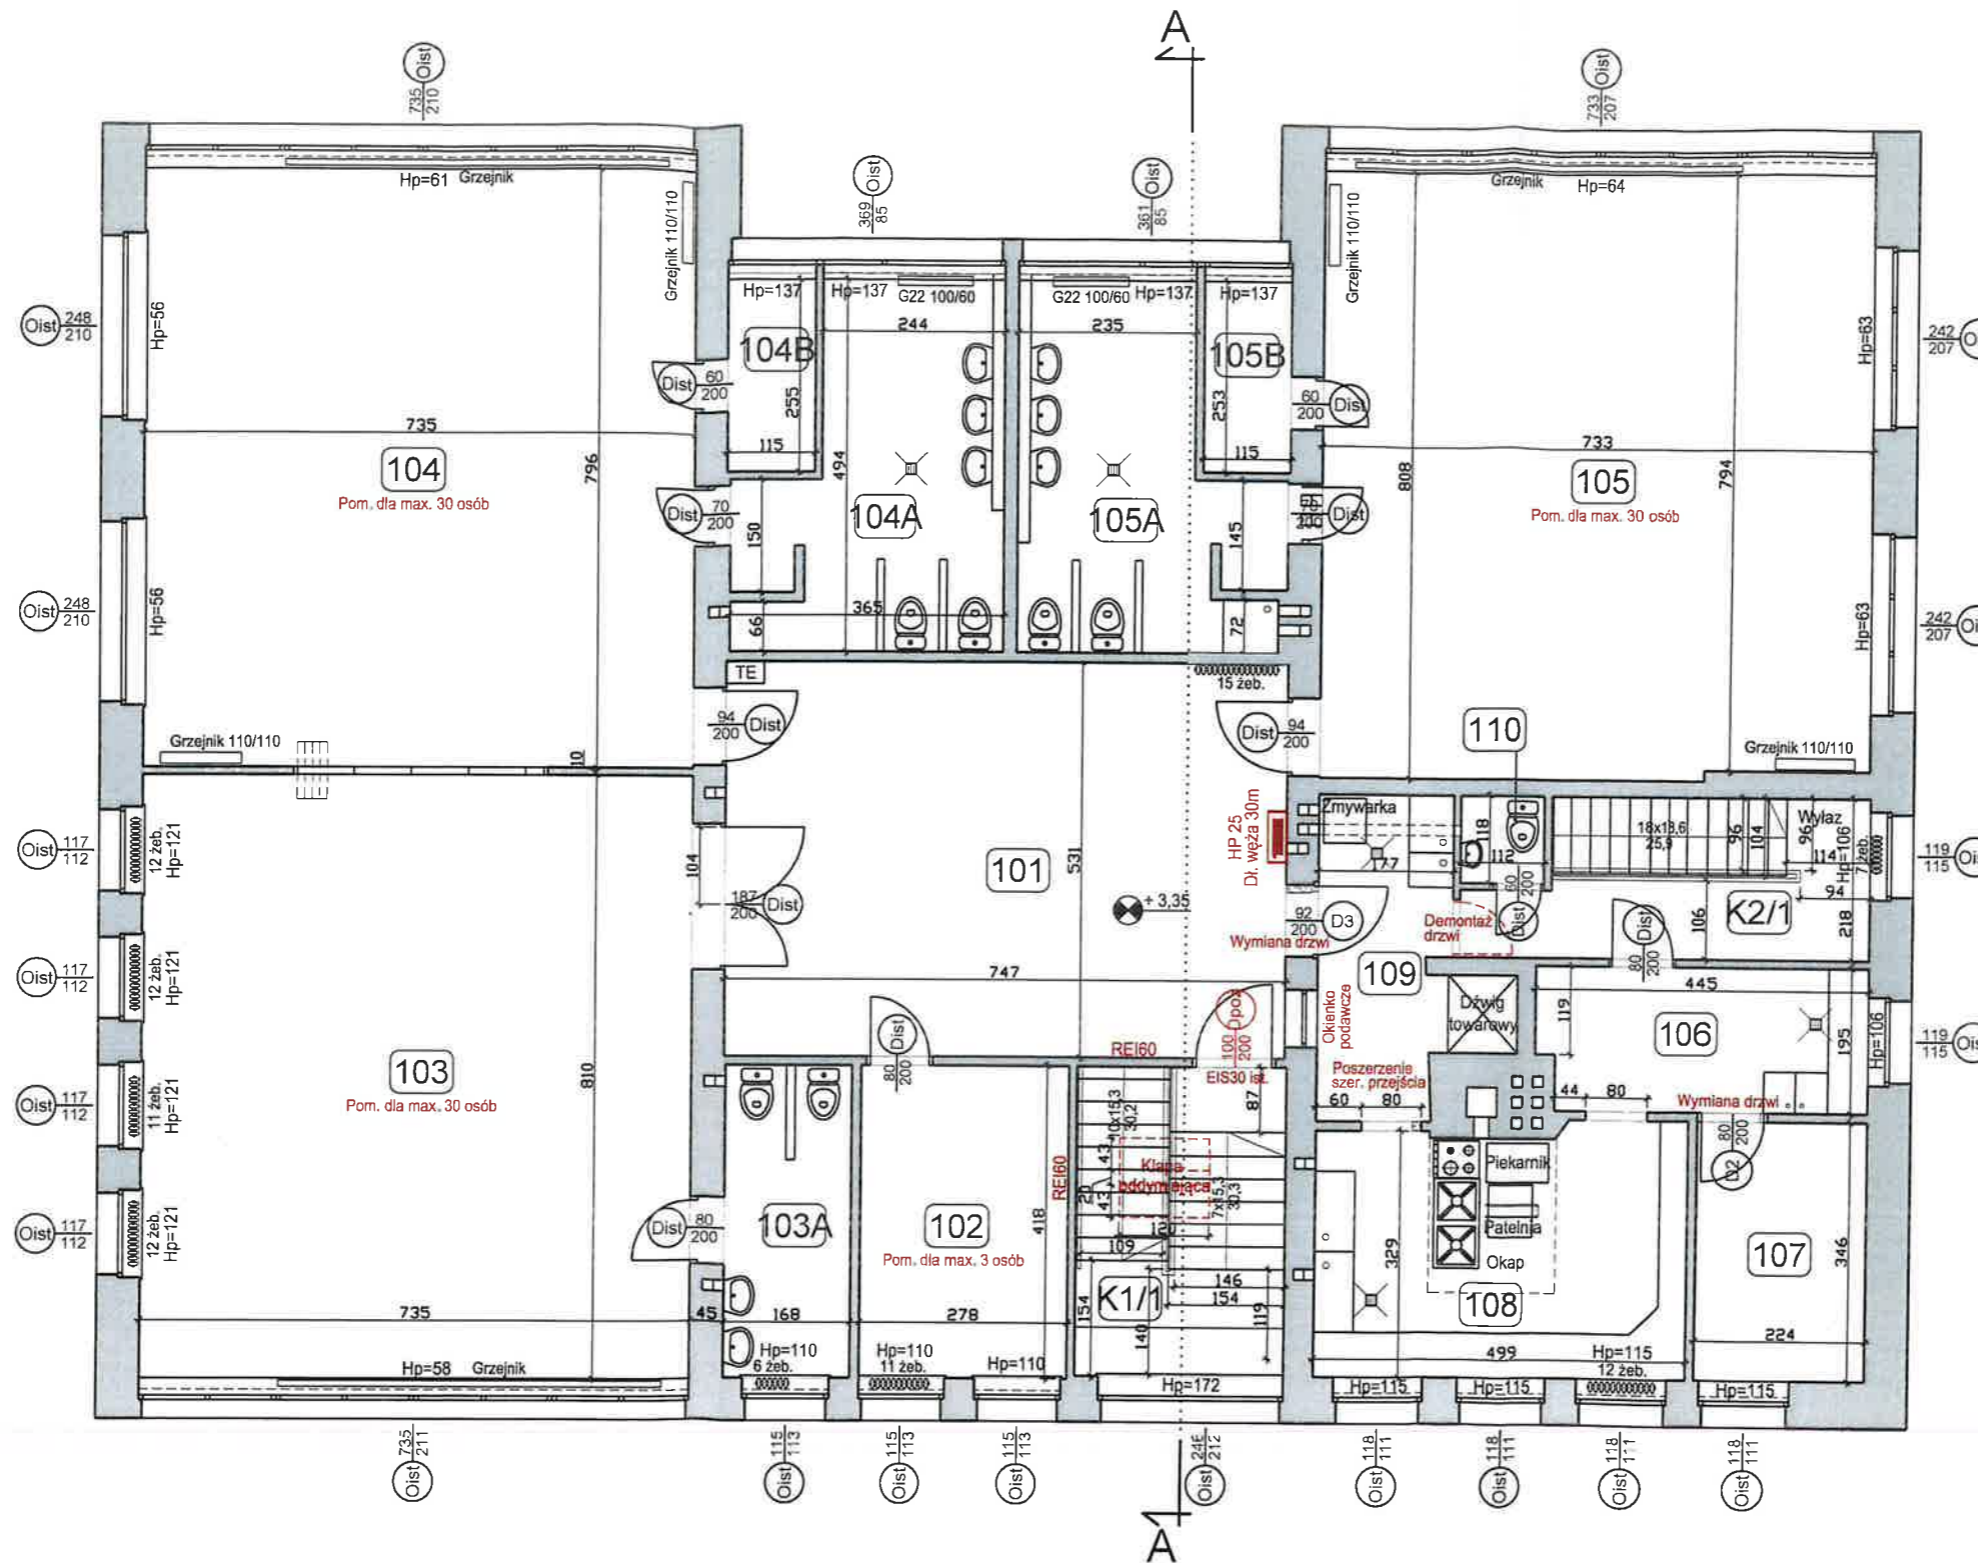 A
Oist 735 210
Oist 733 207
Oist 369 85
Oist 361 85
Hp=61 Grzejnik
Grzejnik Hp=64
Grzejnik 110/110
Grzejnik 110/110
Hp=137
Hp=137
G22 100/60
G22 100/60
Hp=137
Hp=137
Oist 248 210
Hp=56
244
235
104B
105B
Hp=63
242 207
Dist 60 200
255
253
60 200 Dist
735
115
115
733
104
Pom. dla max. 30 osób
796
494
808
794
105
Pom. dla max. 30 osób
Dist 70 200
104A
105A
200 Dist
150
145
Oist 248 210
Hp=56
365
66
72
Hp=63
242 207
TE
15 żeb.
94 200 Dist
Dist 94 200
110
Grzejnik 110/110
10
Grzejnik 110/110
Oist 117 112
12 żeb.
Hp=121
104
101
531
HP 25
Dł. węża 30m
Zmywarka
118
112
177
18x18,6
25,9
96
104
96
Wyłaz
114
Hp=106
7 żeb.
119 115
94
187 200 Dist
+ 3,35
92 200 D3
Wymiana drzwi
Demontaż
drzwi
60 200 Dist
106
Dist 80 200
K2/1
218
Oist 117 112
12 żeb.
Hp=121
747
109
445
Okienko
podawcze
Dźwig
towarowy
119
106
195
Hp=106
119 115
Dist 80 200
100 200 Dpoż
REI60
EIS30 ist.
Oist 117 112
11 żeb.
Hp=121
103
Pom. dla max. 30 osób
810
Poszerzenie
szer. przejścia
60 80
44 80
Wymiana drzwi
80 200 D2
87
10x15,3
30,2
43
20
43
Klapa
oddymiająca
7x15,3
30,3
REI60
120
109
Piekarnik
Patelnia
Okap
Oist 117 112
12 żeb.
Hp=121
Dist 80 200
103A
102
Pom. dla max. 3 osób
418
329
108
107
346
K1/1
154
140
146
154
119
735
45
168
278
499
224
Hp=58 Grzejnik
Hp=110
6 żeb.
Hp=110
11 żeb.
Hp=110
Hp=172
Hp=115
12 żeb.
Hp=115
Hp=115
Hp=115
Oist 735 211
Oist 115 113
Oist 115 113
Oist 115 113
Oist 246 212
Oist 118 111
Oist 118 111
Oist 118 111
Oist 118 111
A